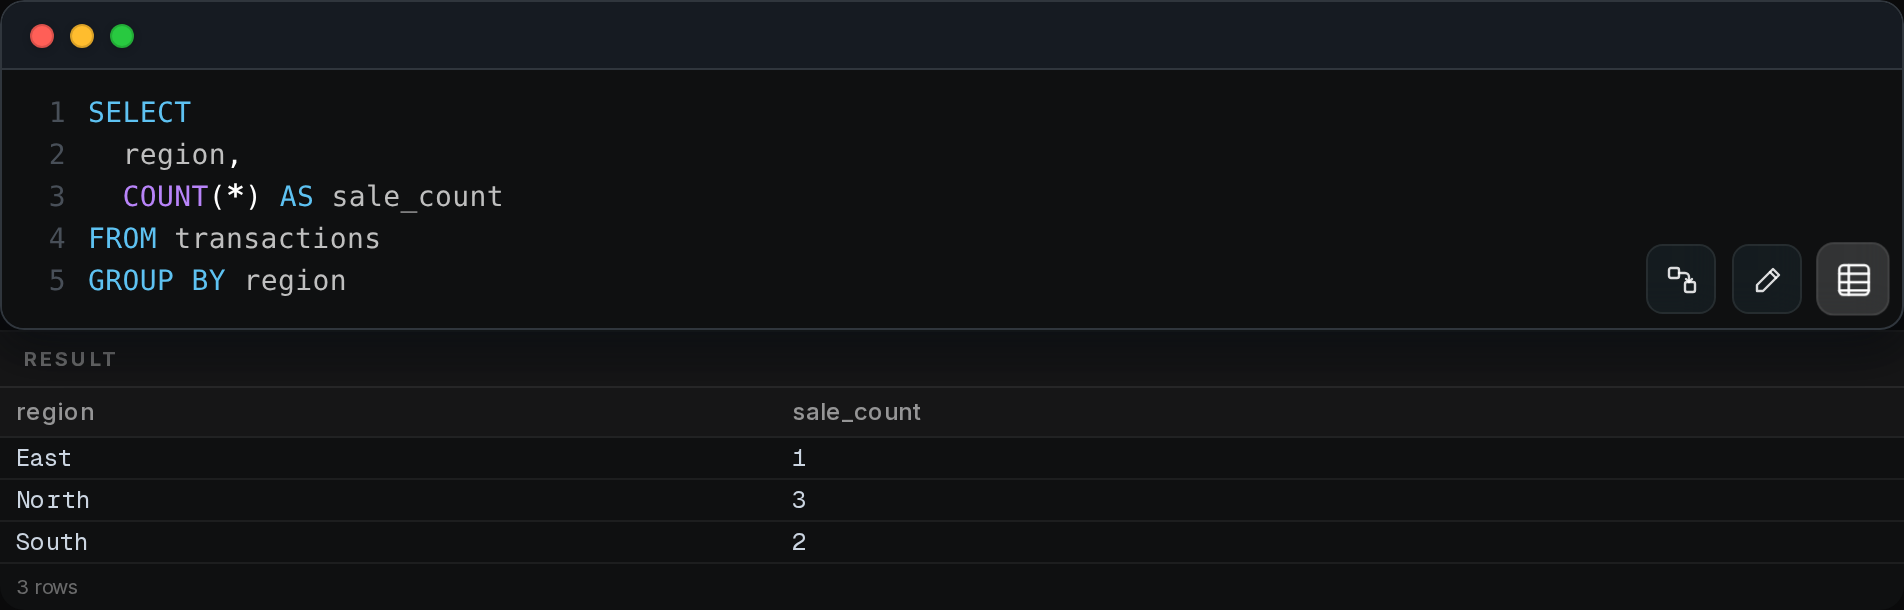 1 SELECT
2   region,
3   COUNT(*) AS sale_count
4 FROM transactions
5 GROUP BY region
RESULT
region sale_count
East 1
North 3
South 2
3 rows